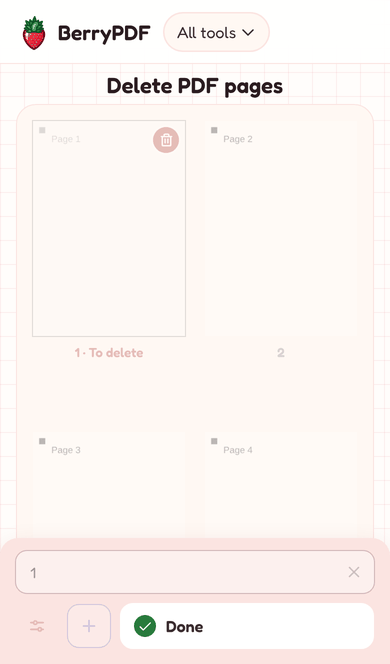 BerryPDF
All tools
Delete PDF pages
Page 1
Page 2
1 · To delete
2
Page 3
Page 4
1
Done